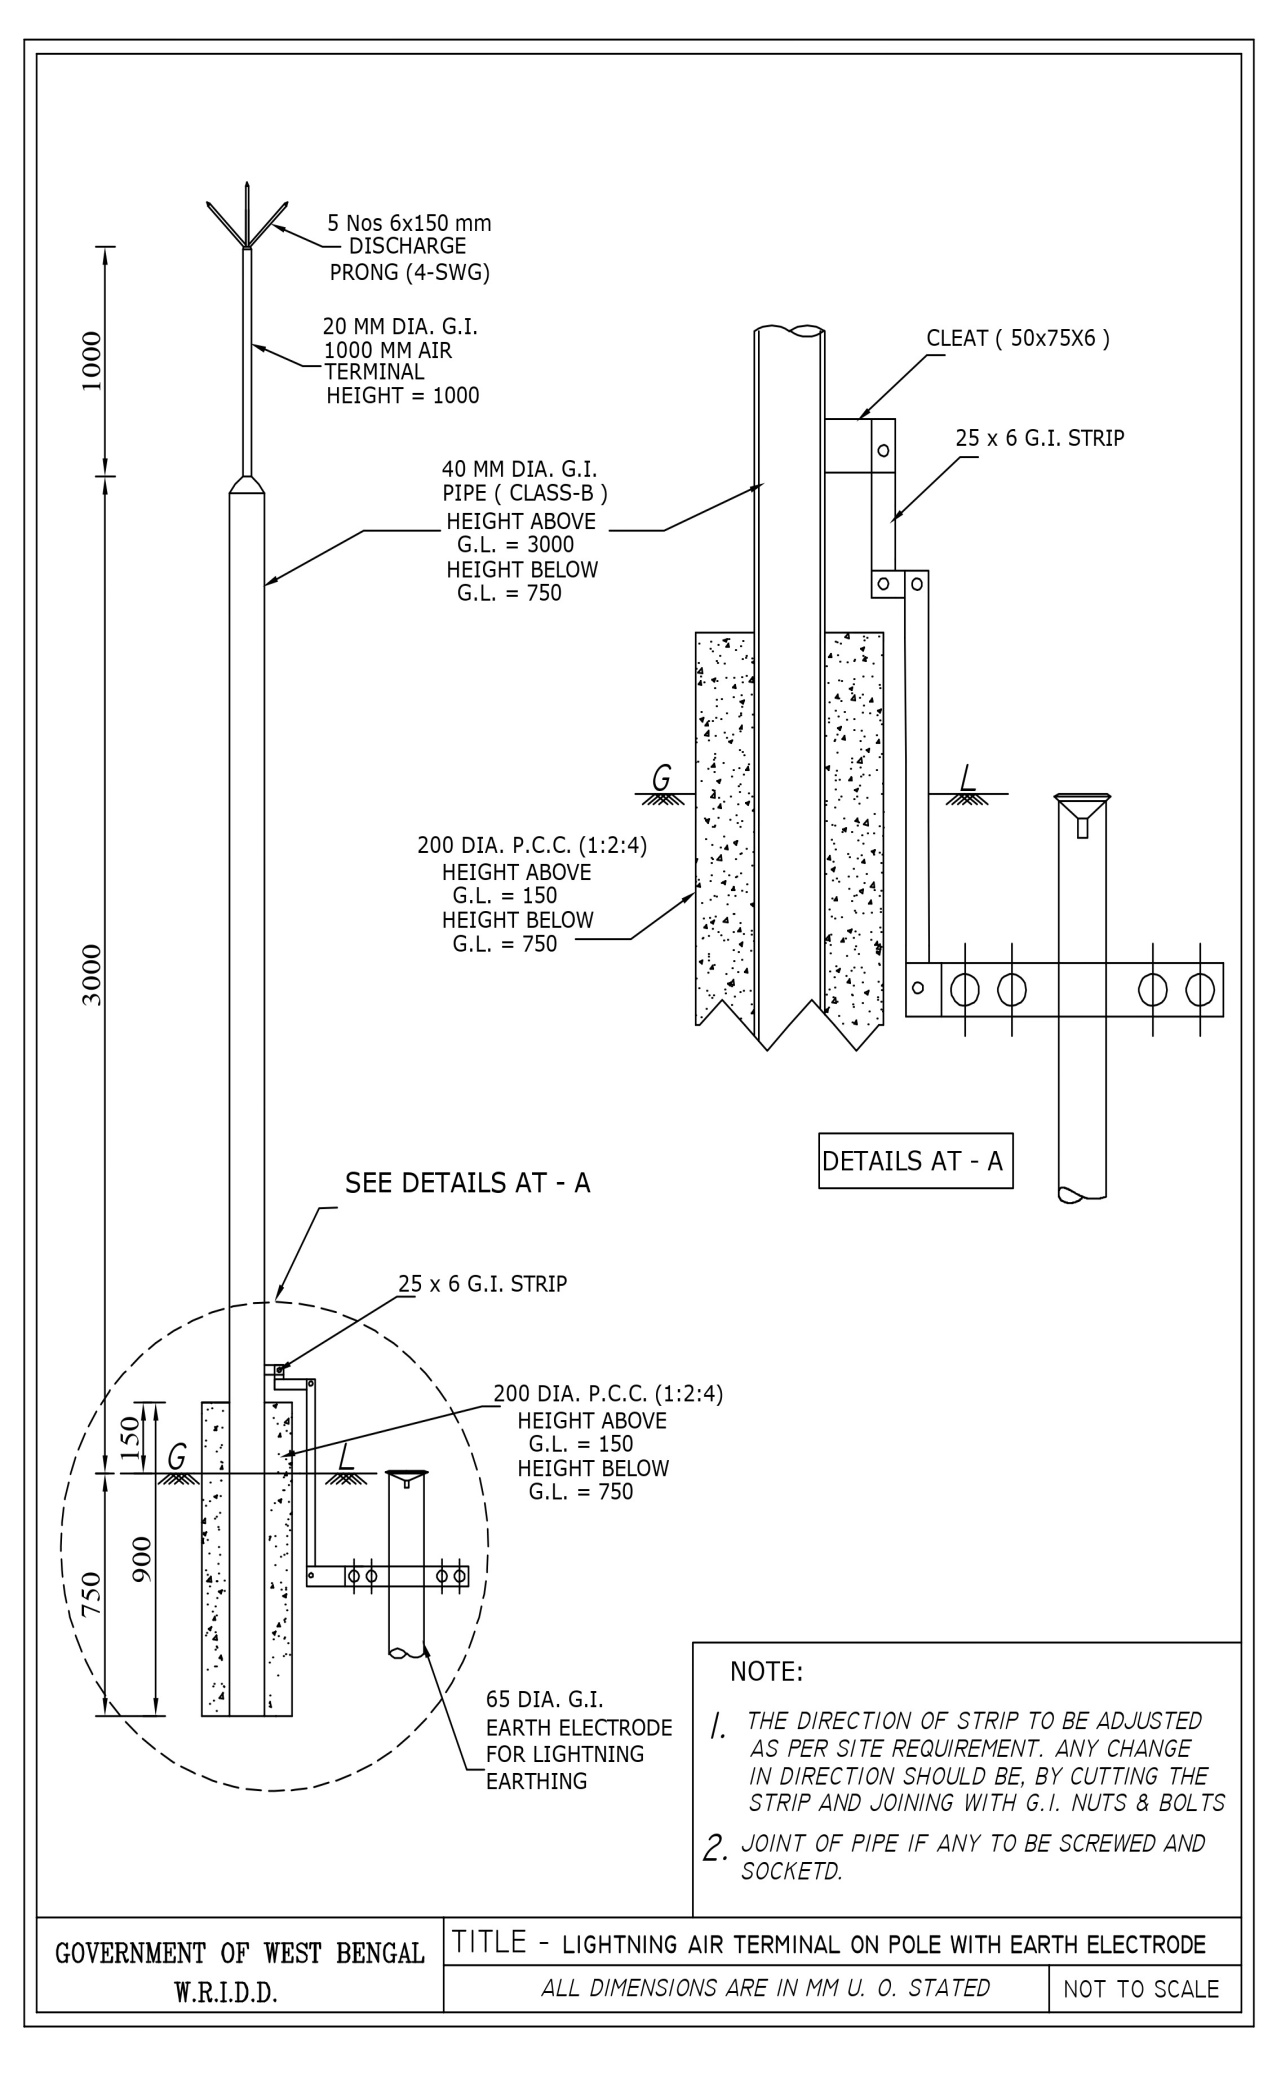 5 Nos 6x150 mm
DISCHARGE
PRONG (4-SWG)
20 MM DIA. G.I.
1000 MM AIR
TERMINAL
HEIGHT = 1000
1000
CLEAT ( 50x75X6 )
25 x 6 G.I. STRIP
40 MM DIA. G.I.
PIPE ( CLASS-B )
HEIGHT ABOVE
G.L. = 3000
HEIGHT BELOW
G.L. = 750
G L
200 DIA. P.C.C. (1:2:4)
HEIGHT ABOVE
G.L. = 150
HEIGHT BELOW
G.L. = 750
3000
DETAILS AT - A
SEE DETAILS AT - A
25 x 6 G.I. STRIP
200 DIA. P.C.C. (1:2:4)
HEIGHT ABOVE
G.L. = 150
HEIGHT BELOW
G.L. = 750
150
G L
900
750
65 DIA. G.I.
EARTH ELECTRODE
FOR LIGHTNING
EARTHING
NOTE:
1. THE DIRECTION OF STRIP TO BE ADJUSTED
AS PER SITE REQUIREMENT. ANY CHANGE
IN DIRECTION SHOULD BE, BY CUTTING THE
STRIP AND JOINING WITH G.I. NUTS & BOLTS
2. JOINT OF PIPE IF ANY TO BE SCREWED AND
SOCKETD.
GOVERNMENT OF WEST BENGAL
W.R.I.D.D.
TITLE - LIGHTNING AIR TERMINAL ON POLE WITH EARTH ELECTRODE
ALL DIMENSIONS ARE IN MM U. O. STATED
NOT TO SCALE